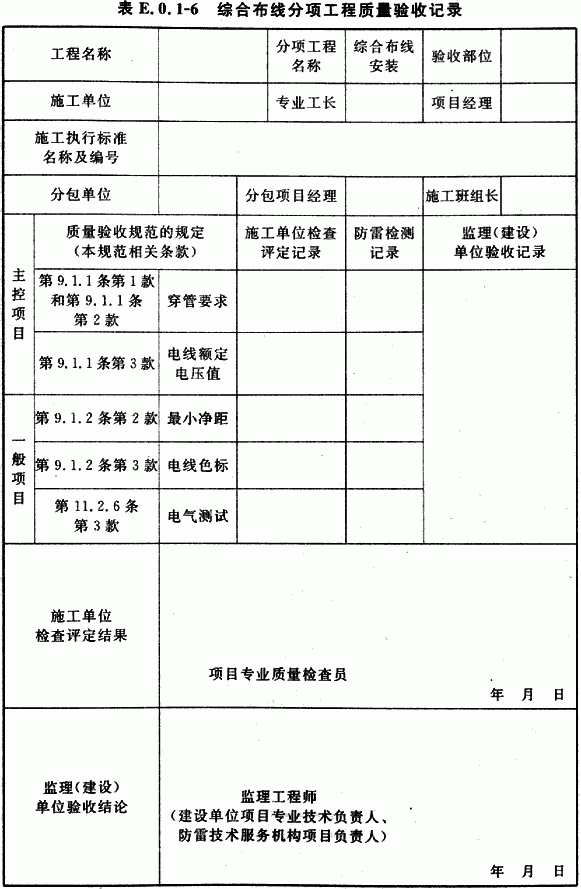 表 E.0.1-6 综合布线分项工程质量验收记录
工程名称
分项工程
名称
综合布线
安装
验收部位
施工单位
专业工长
项目经理
施工执行标准
名称及编号
分包单位
分包项目经理
施工班组长
主控项目
质量验收规范的规定
(本规范相关条款)
施工单位检查
评定记录
防雷检测
记录
监理(建设)
单位验收记录
第 9.1.1 条第 1 款
和第 9.1.1 条
第 2 款
穿管要求
第 9.1.1 条第 3 款
电线额定
电压值
一般项目
第 9.1.2 条第 2 款
最小净距
第 9.1.2 条第 3 款
电线色标
第 11.2.6 条
第 3 款
电气测试
施工单位
检查评定结果
项目专业质量检查员
年 月 日
监理(建设)
单位验收结论
监理工程师
(建设单位项目专业技术负责人、
防雷技术服务机构项目负责人)
年 月 日